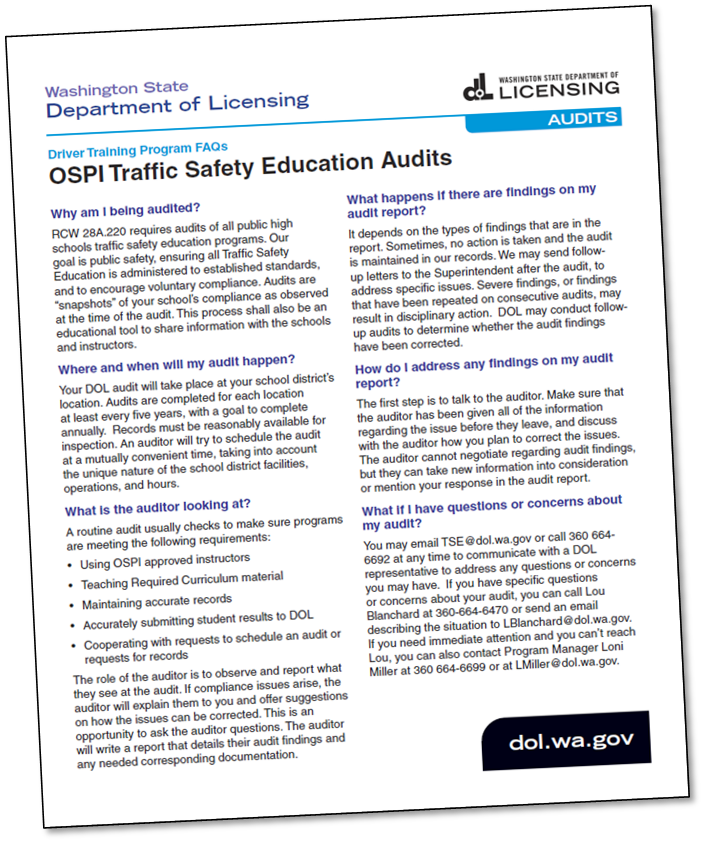 Washington State
Department of Licensing
WASHINGTON STATE DEPARTMENT OF
LICENSING
AUDITS
Driver Training Program FAQs
OSPI Traffic Safety Education Audits
Why am I being audited?
RCW 28A.220 requires audits of all public high
schools traffic safety education programs. Our
goal is public safety, ensuring all Traffic Safety
Education is administered to established standards,
and to encourage voluntary compliance. Audits are
“snapshots” of your school’s compliance as observed
at the time of the audit. This process shall also be an
educational tool to share information with the schools
and instructors.
Where and when will my audit happen?
Your DOL audit will take place at your school district’s
location. Audits are completed for each location
at least every five years, with a goal to complete
annually.  Records must be reasonably available for
inspection. An auditor will try to schedule the audit
at a mutually convenient time, taking into account
the unique nature of the school district facilities,
operations, and hours.
What is the auditor looking at?
A routine audit usually checks to make sure programs
are meeting the following requirements:
• Using OSPI approved instructors
• Teaching Required Curriculum material
• Maintaining accurate records
• Accurately submitting student results to DOL
• Cooperating with requests to schedule an audit or
requests for records
The role of the auditor is to observe and report what
they see at the audit. If compliance issues arise, the
auditor will explain them to you and offer suggestions
on how the issues can be corrected. This is an
opportunity to ask the auditor questions. The auditor
will write a report that details their audit findings and
any needed corresponding documentation.
What happens if there are findings on my
audit report?
It depends on the types of findings that are in the
report. Sometimes, no action is taken and the audit
is maintained in our records. We may send follow-
up letters to the Superintendent after the audit, to
address specific issues. Severe findings, or findings
that have been repeated on consecutive audits, may
result in disciplinary action.  DOL may conduct follow-
up audits to determine whether the audit findings
have been corrected.
How do I address any findings on my audit
report?
The first step is to talk to the auditor. Make sure that
the auditor has been given all of the information
regarding the issue before they leave, and discuss
with the auditor how you plan to correct the issues.
The auditor cannot negotiate regarding audit findings,
but they can take new information into consideration
or mention your response in the audit report.
What if I have questions or concerns about
my audit?
You may email TSE@dol.wa.gov or call 360 664-
6692 at any time to communicate with a DOL
representative to address any questions or concerns
you may have.  If you have specific questions
or concerns about your audit, you can call Lou
Blanchard at 360-664-6470 or send an email
describing the situation to LBlanchard@dol.wa.gov.
If you need immediate attention and you can’t reach
Lou, you can also contact Program Manager Loni
Miller at 360 664-6699 or at LMiller@dol.wa.gov.
dol.wa.gov